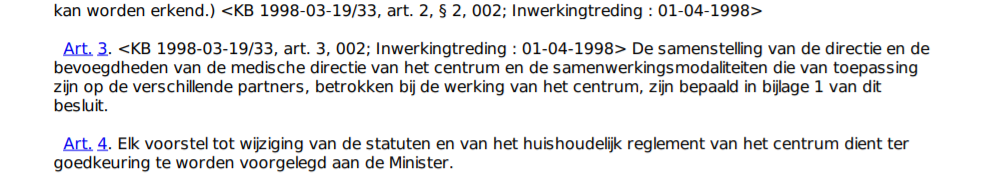 kan worden erkend.) <KB 1998-03-19/33, art. 2, § 2, 002; Inwerkingtreding : 01-04-1998>
Art. 3. <KB 1998-03-19/33, art. 3, 002; Inwerkingtreding : 01-04-1998> De samenstelling van de directie en de
bevoegdheden van de medische directie van het centrum en de samenwerkingsmodaliteiten die van toepassing
zijn op de verschillende partners, betrokken bij de werking van het centrum, zijn bepaald in bijlage 1 van dit
besluit.
Art. 4. Elk voorstel tot wijziging van de statuten en van het huishoudelijk reglement van het centrum dient ter
goedkeuring te worden voorgelegd aan de Minister.